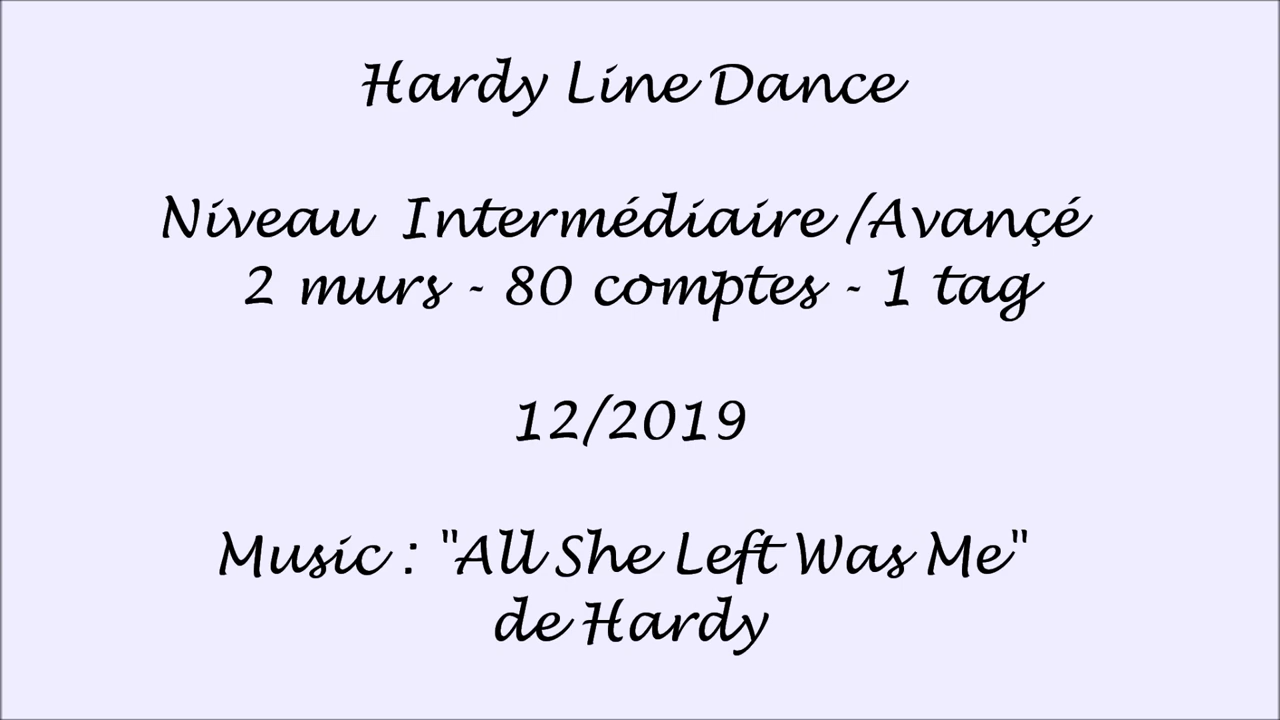 Hardy Line Dance
Niveau Intermédiaire /Avançé
2 murs - 80 comptes - 1 tag
12/2019
Music : "All She Left Was Me"
de Hardy